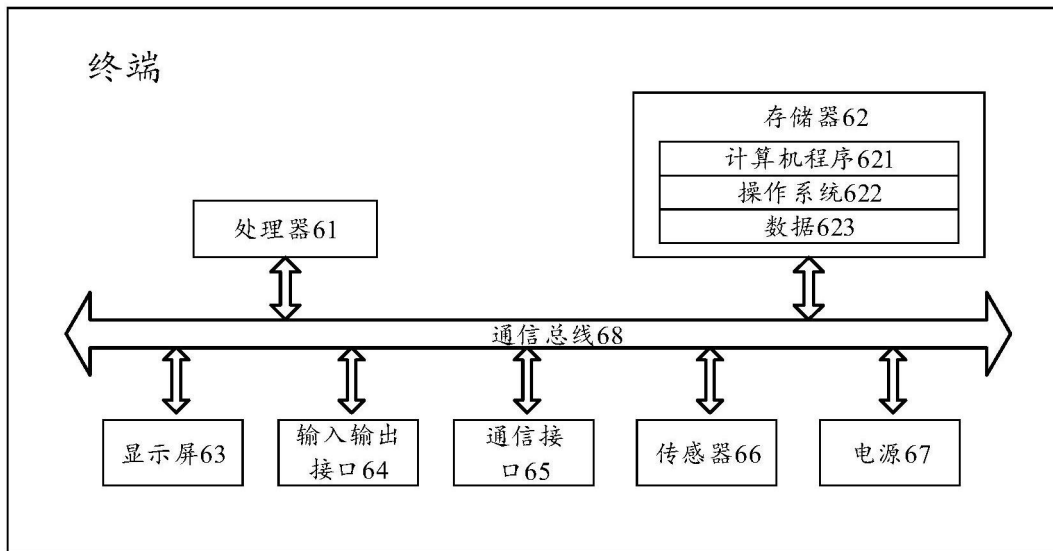 终端
存储器62
计算机程序621
操作系统622
数据623
处理器61
通信总线68
显示屏63
输入输出
接口64
通信接
口65
传感器66
电源67